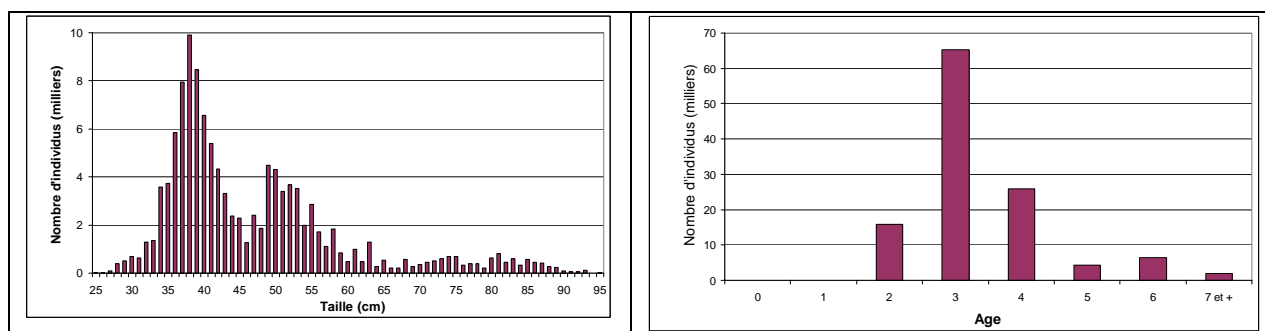 Nombre d'individus (milliers)
10
8
6
4
2
0
25 30 35 40 45 50 55 60 65 70 75 80 85 90 95
Taille (cm)
Nombre d'individus (milliers)
70
60
50
40
30
20
10
0
0 1 2 3 4 5 6 7 et +
Age